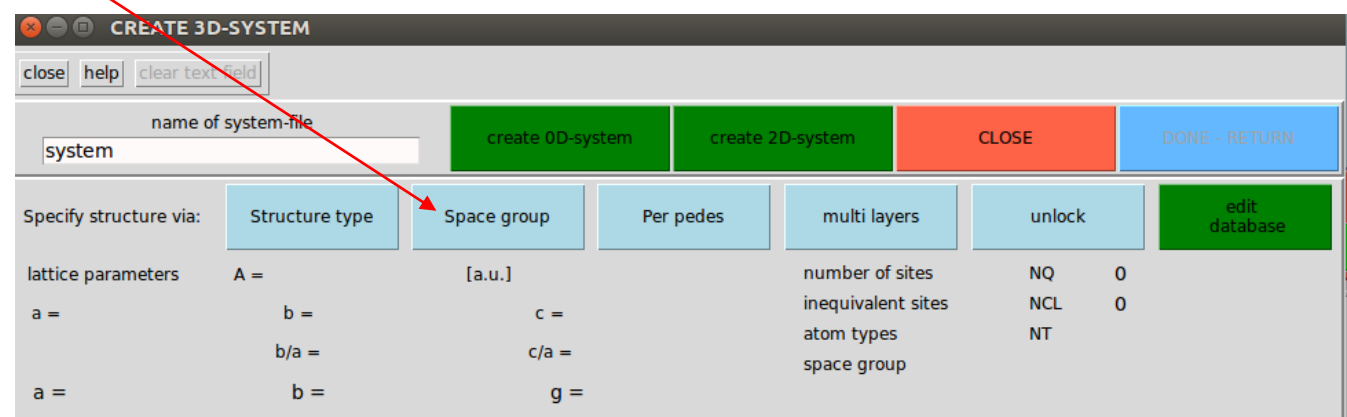 CREATE 3D-SYSTEM
close help clear text field
name of system-file
system
create 0D-system create 2D-system CLOSE DONE - RETURN
Specify structure via: Structure type Space group Per pedes multi layers unlock edit database
lattice parameters A = [a.u.] number of sites NQ 0
a = b = c = inequivalent sites NCL 0
atom types NT
b/a = c/a =
space group
a = b = g =